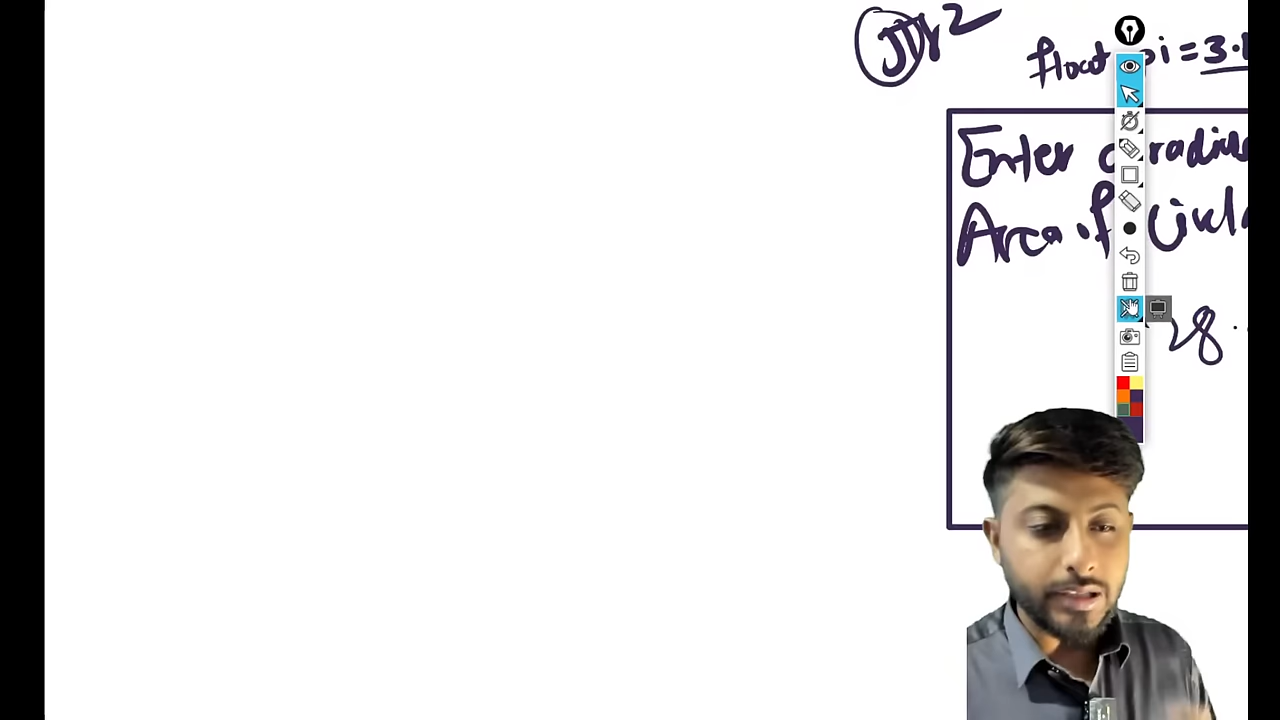 πr2
float pi = 3.
Enter a radius
Area of Circle
28.